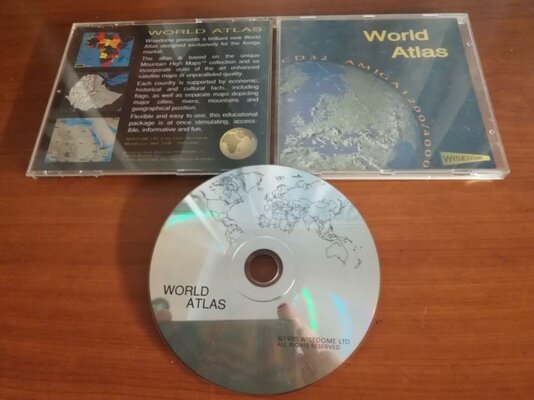 WORLD ATLAS
Wisedome presents a brilliant new World
Atlas designed exclusively for the Amiga
market.
The atlas is based on the unique
Mountain High Maps™ collection and so
incorporate state of the art enhanced
satellite maps of unparalleled quality.
Each country is supported by economic,
historical and cultural facts, including
flags, as well as separate maps depicting
major cities, rivers, mountains and
geographical position.
Flexible and easy to use, this educational
package is at once stimulating, access-
ible, informative and fun.
World
Atlas
CD32 AMIGA1200/4000
WISEDOME
WORLD
ATLAS
©1995 WISEDOME LTD
ALL RIGHTS RESERVED